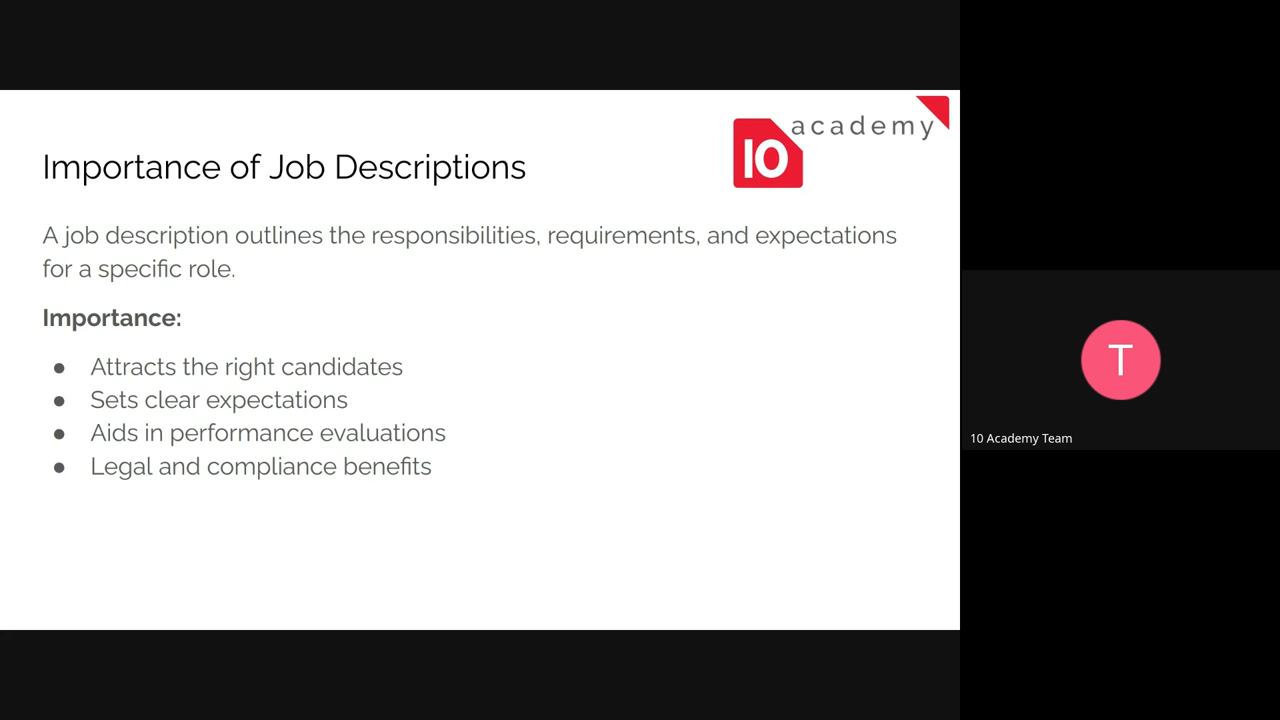 academy
10
Importance of Job Descriptions
A job description outlines the responsibilities, requirements, and expectations
for a specific role.
Importance:
● Attracts the right candidates
● Sets clear expectations
● Aids in performance evaluations
● Legal and compliance benefits
T
10 Academy Team